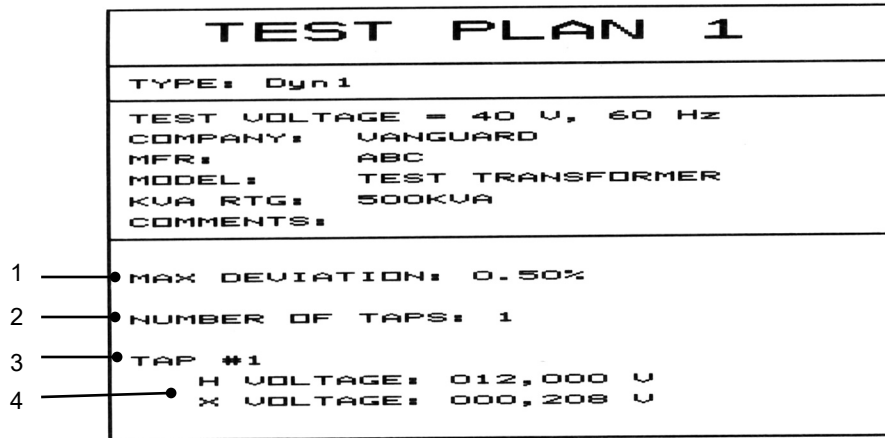 TEST PLAN 1
TYPE: Dyn1
TEST VOLTAGE = 40 V, 60 Hz
COMPANY: VANGUARD
MFR: ABC
MODEL: TEST TRANSFORMER
KVA RTG: 500KVA
COMMENTS:
1 MAX DEVIATION: 0.50%
2 NUMBER OF TAPS: 1
3 TAP #1
H VOLTAGE: 012,000 V
4 X VOLTAGE: 000,208 V